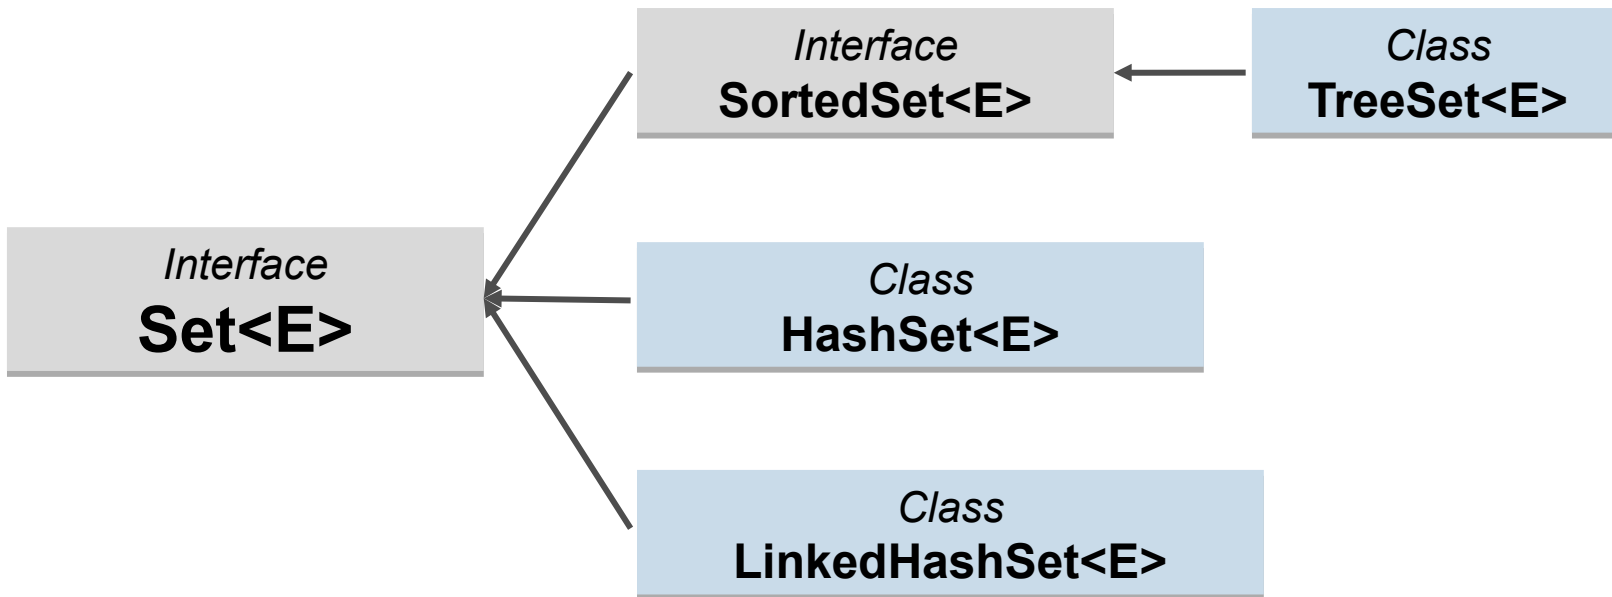 Interface
SortedSet<E>
Class
TreeSet<E>
Interface
Set<E>
Class
HashSet<E>
Class
LinkedHashSet<E>